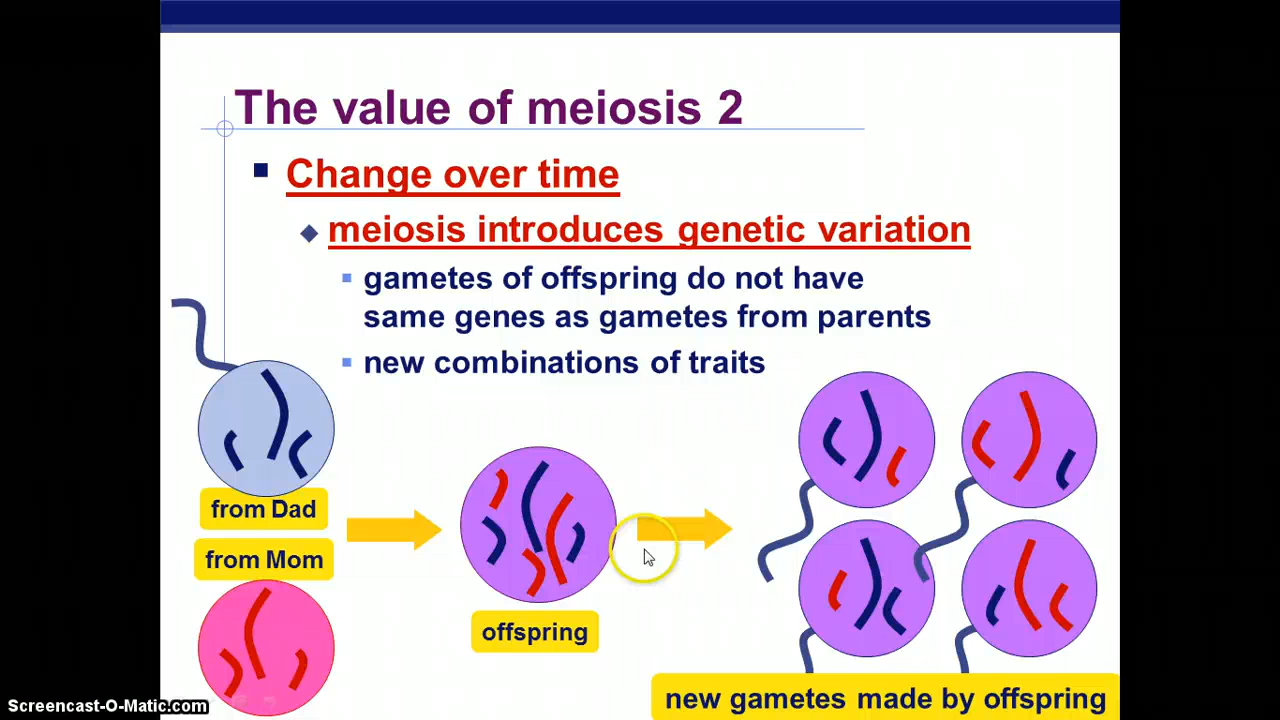 The value of meiosis 2
Change over time
meiosis introduces genetic variation
gametes of offspring do not have
same genes as gametes from parents
new combinations of traits
from Dad
from Mom
offspring
new gametes made by offspring
Screencast-O-Matic.com